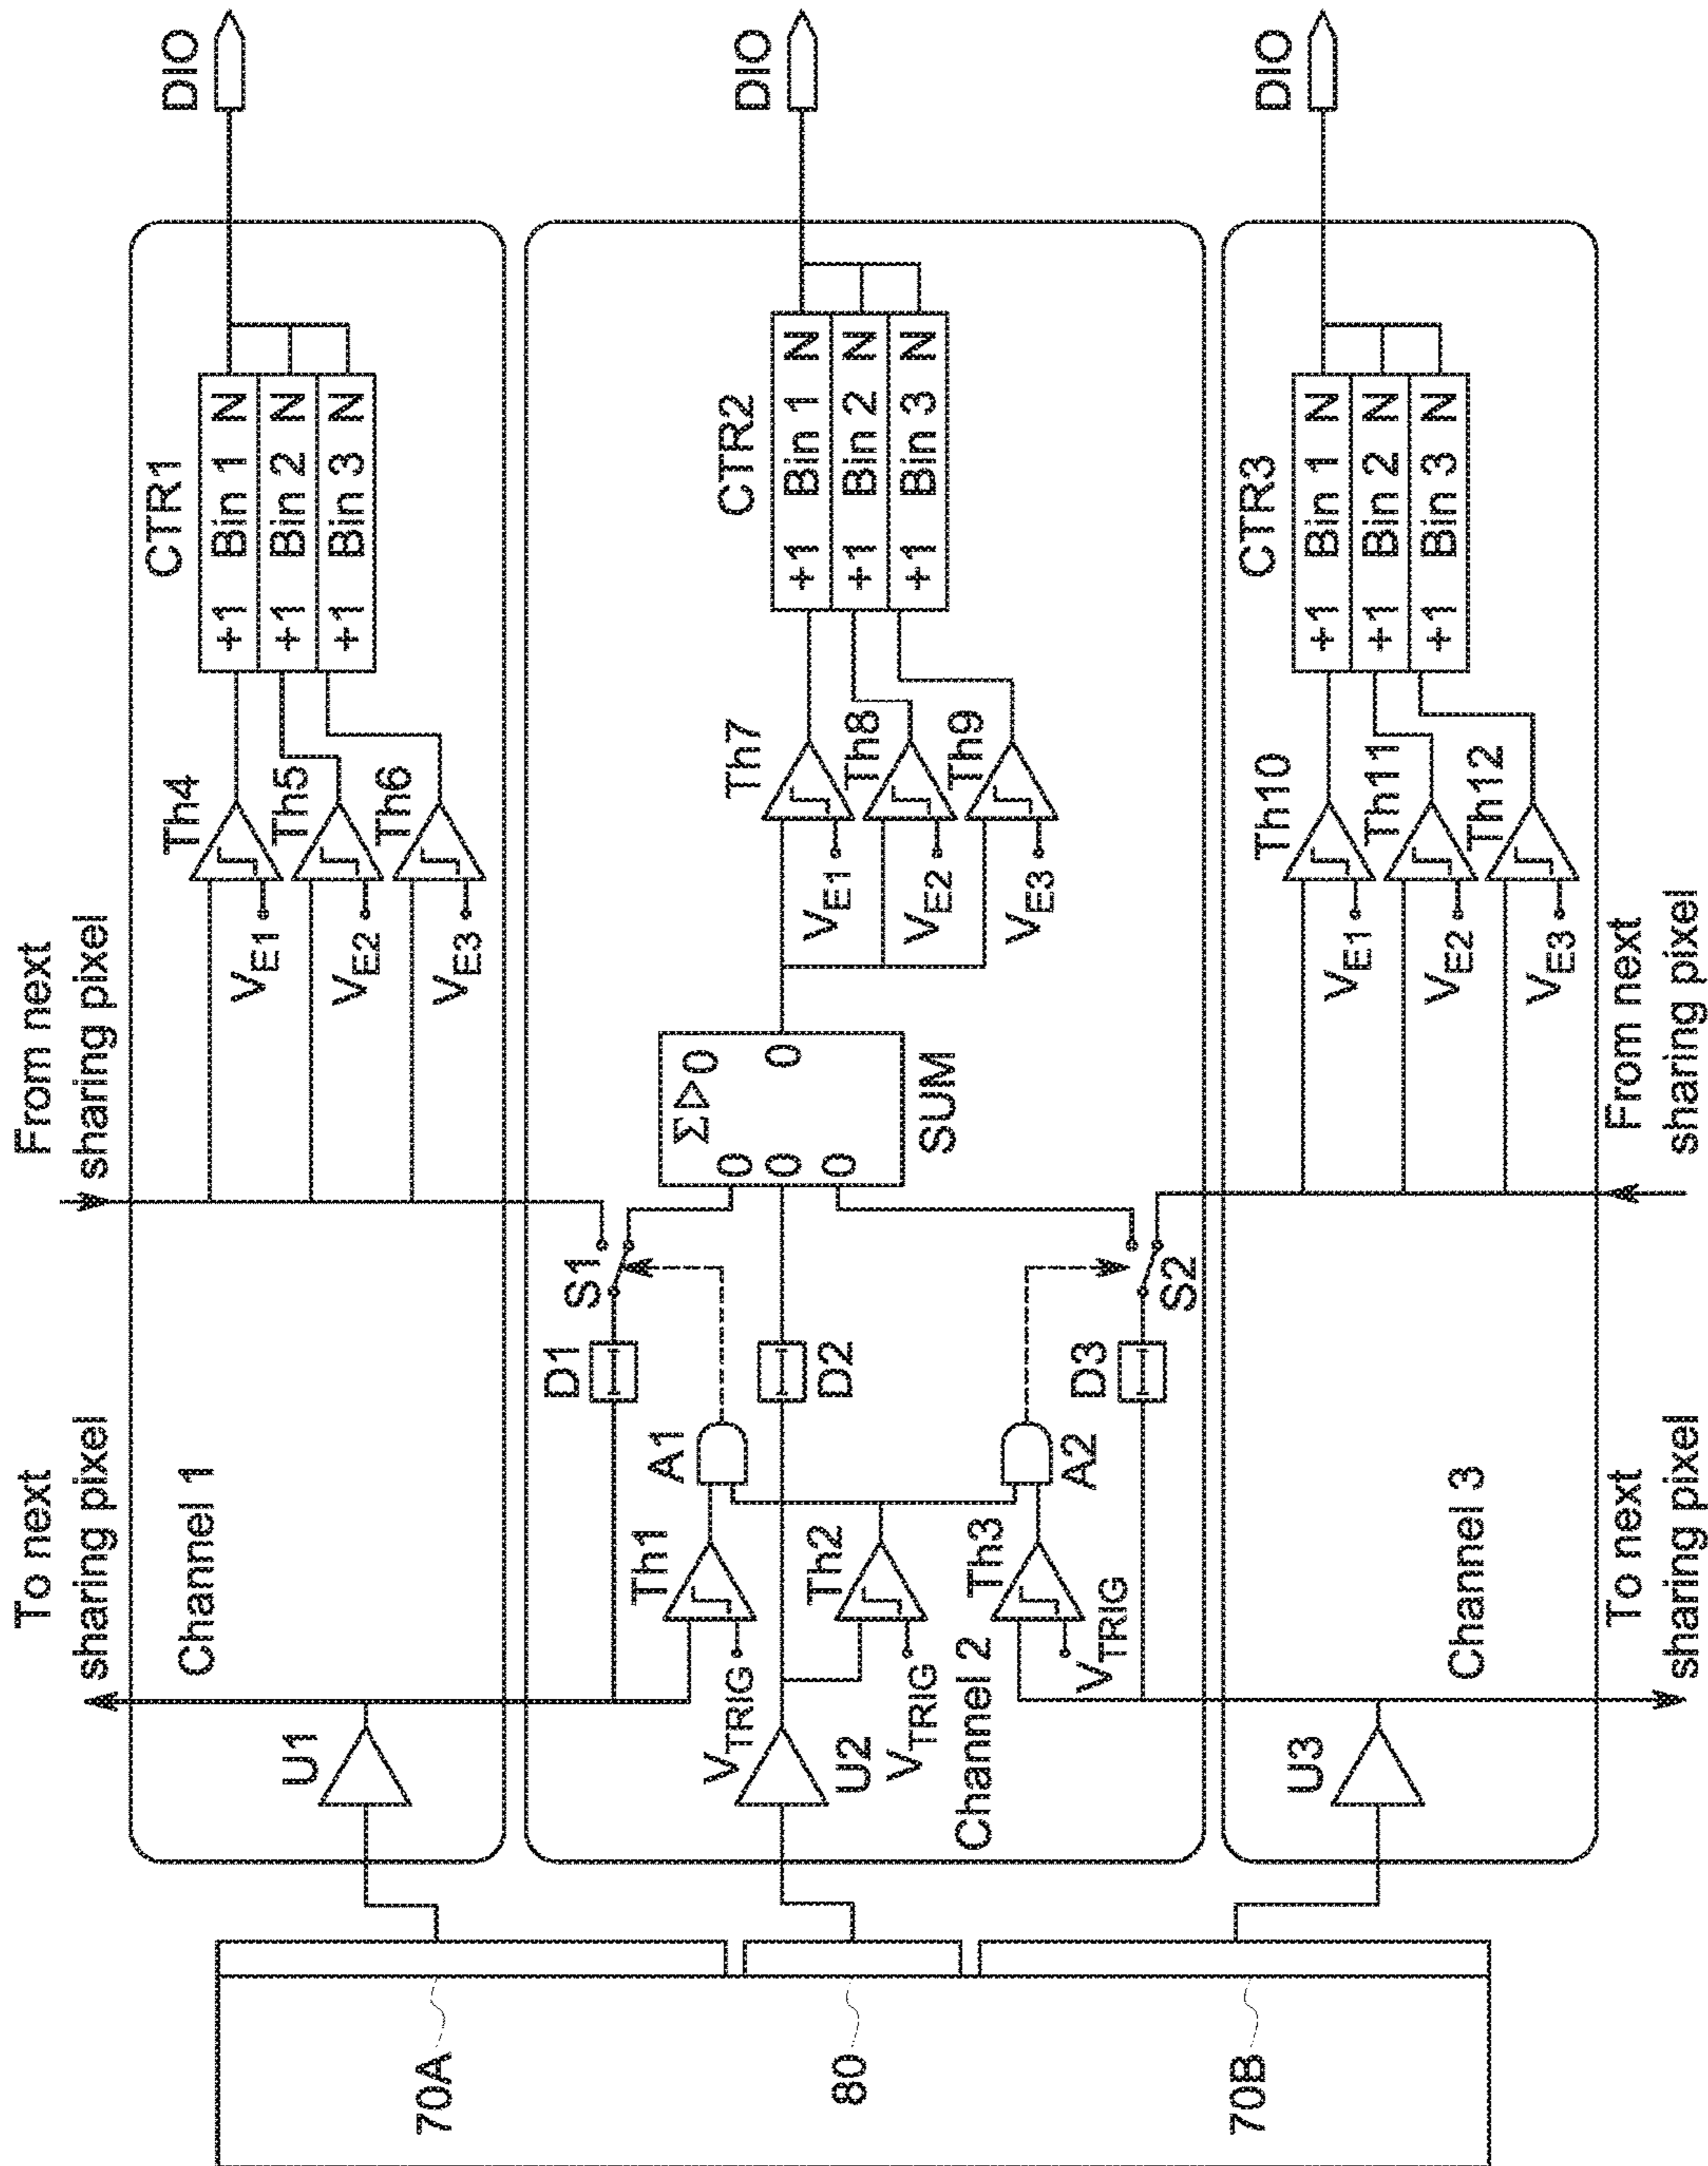 70A
80
70B
U1
To next
sharing pixel
Channel 1
From next
sharing pixel
Th4
Th5
Th6
VE1
VE2
VE3
CTR1
+1 Bin 1 N
+1 Bin 2 N
+1 Bin 3 N
DIO
U2
VTRIG
VTRIG
Channel 2
Th1
Th2
Th3
VTRIG
A1
A2
D1
D2
D3
S1
S2
Σ>0
0
0
0
0
SUM
Th7
Th8
Th9
VE1
VE2
VE3
CTR2
+1 Bin 1 N
+1 Bin 2 N
+1 Bin 3 N
DIO
U3
Channel 3
To next
sharing pixel
From next
sharing pixel
Th10
Th11
Th12
VE1
VE2
VE3
CTR3
+1 Bin 1 N
+1 Bin 2 N
+1 Bin 3 N
DIO